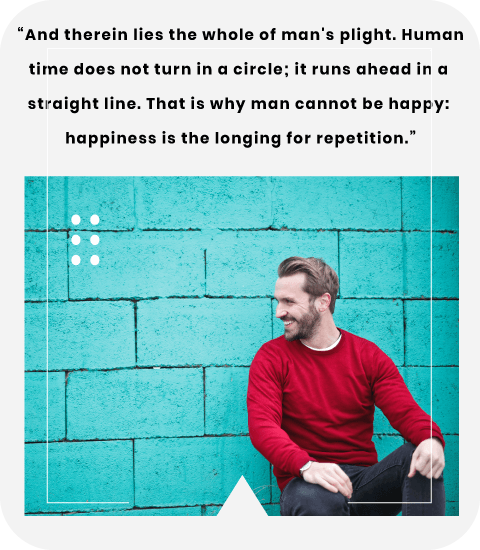 “And therein lies the whole of man's plight. Human
time does not turn in a circle; it runs ahead in a
straight line. That is why man cannot be happy:
happiness is the longing for repetition.”